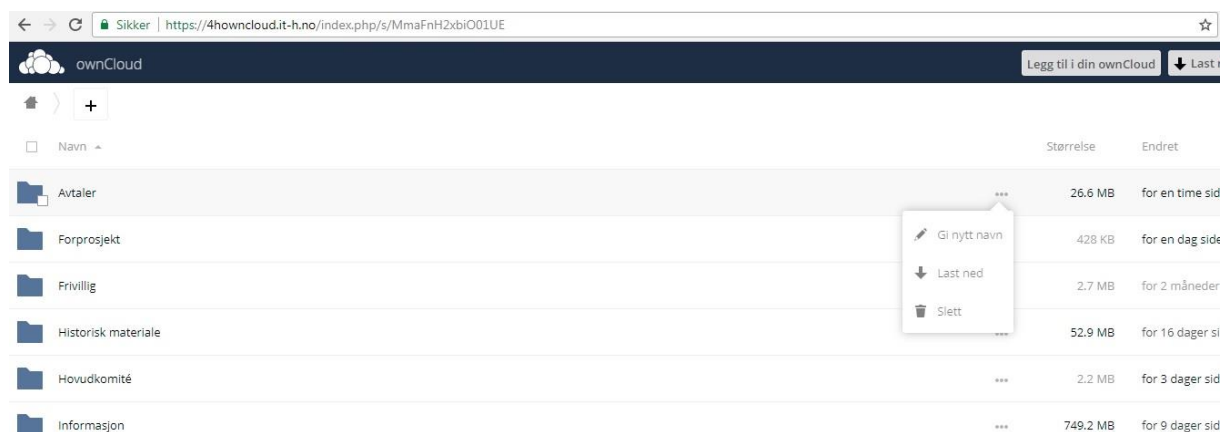 Sikker | https://4howncloud.it-h.no/index.php/s/MmaFnH2xbiO01UE
ownCloud Legg til i din ownCloud Last
+
Navn Størrelse Endret
Avtaler 26.6 MB for en time sid
Gi nytt navn
Forprosjekt 428 KB for en dag side
Last ned
Frivillig 2.7 MB for 2 måneder
Slett
Historisk materiale 52.9 MB for 16 dager si
Hovudkomité 2.2 MB for 3 dager sid
Informasjon 749.2 MB for 9 dager sid